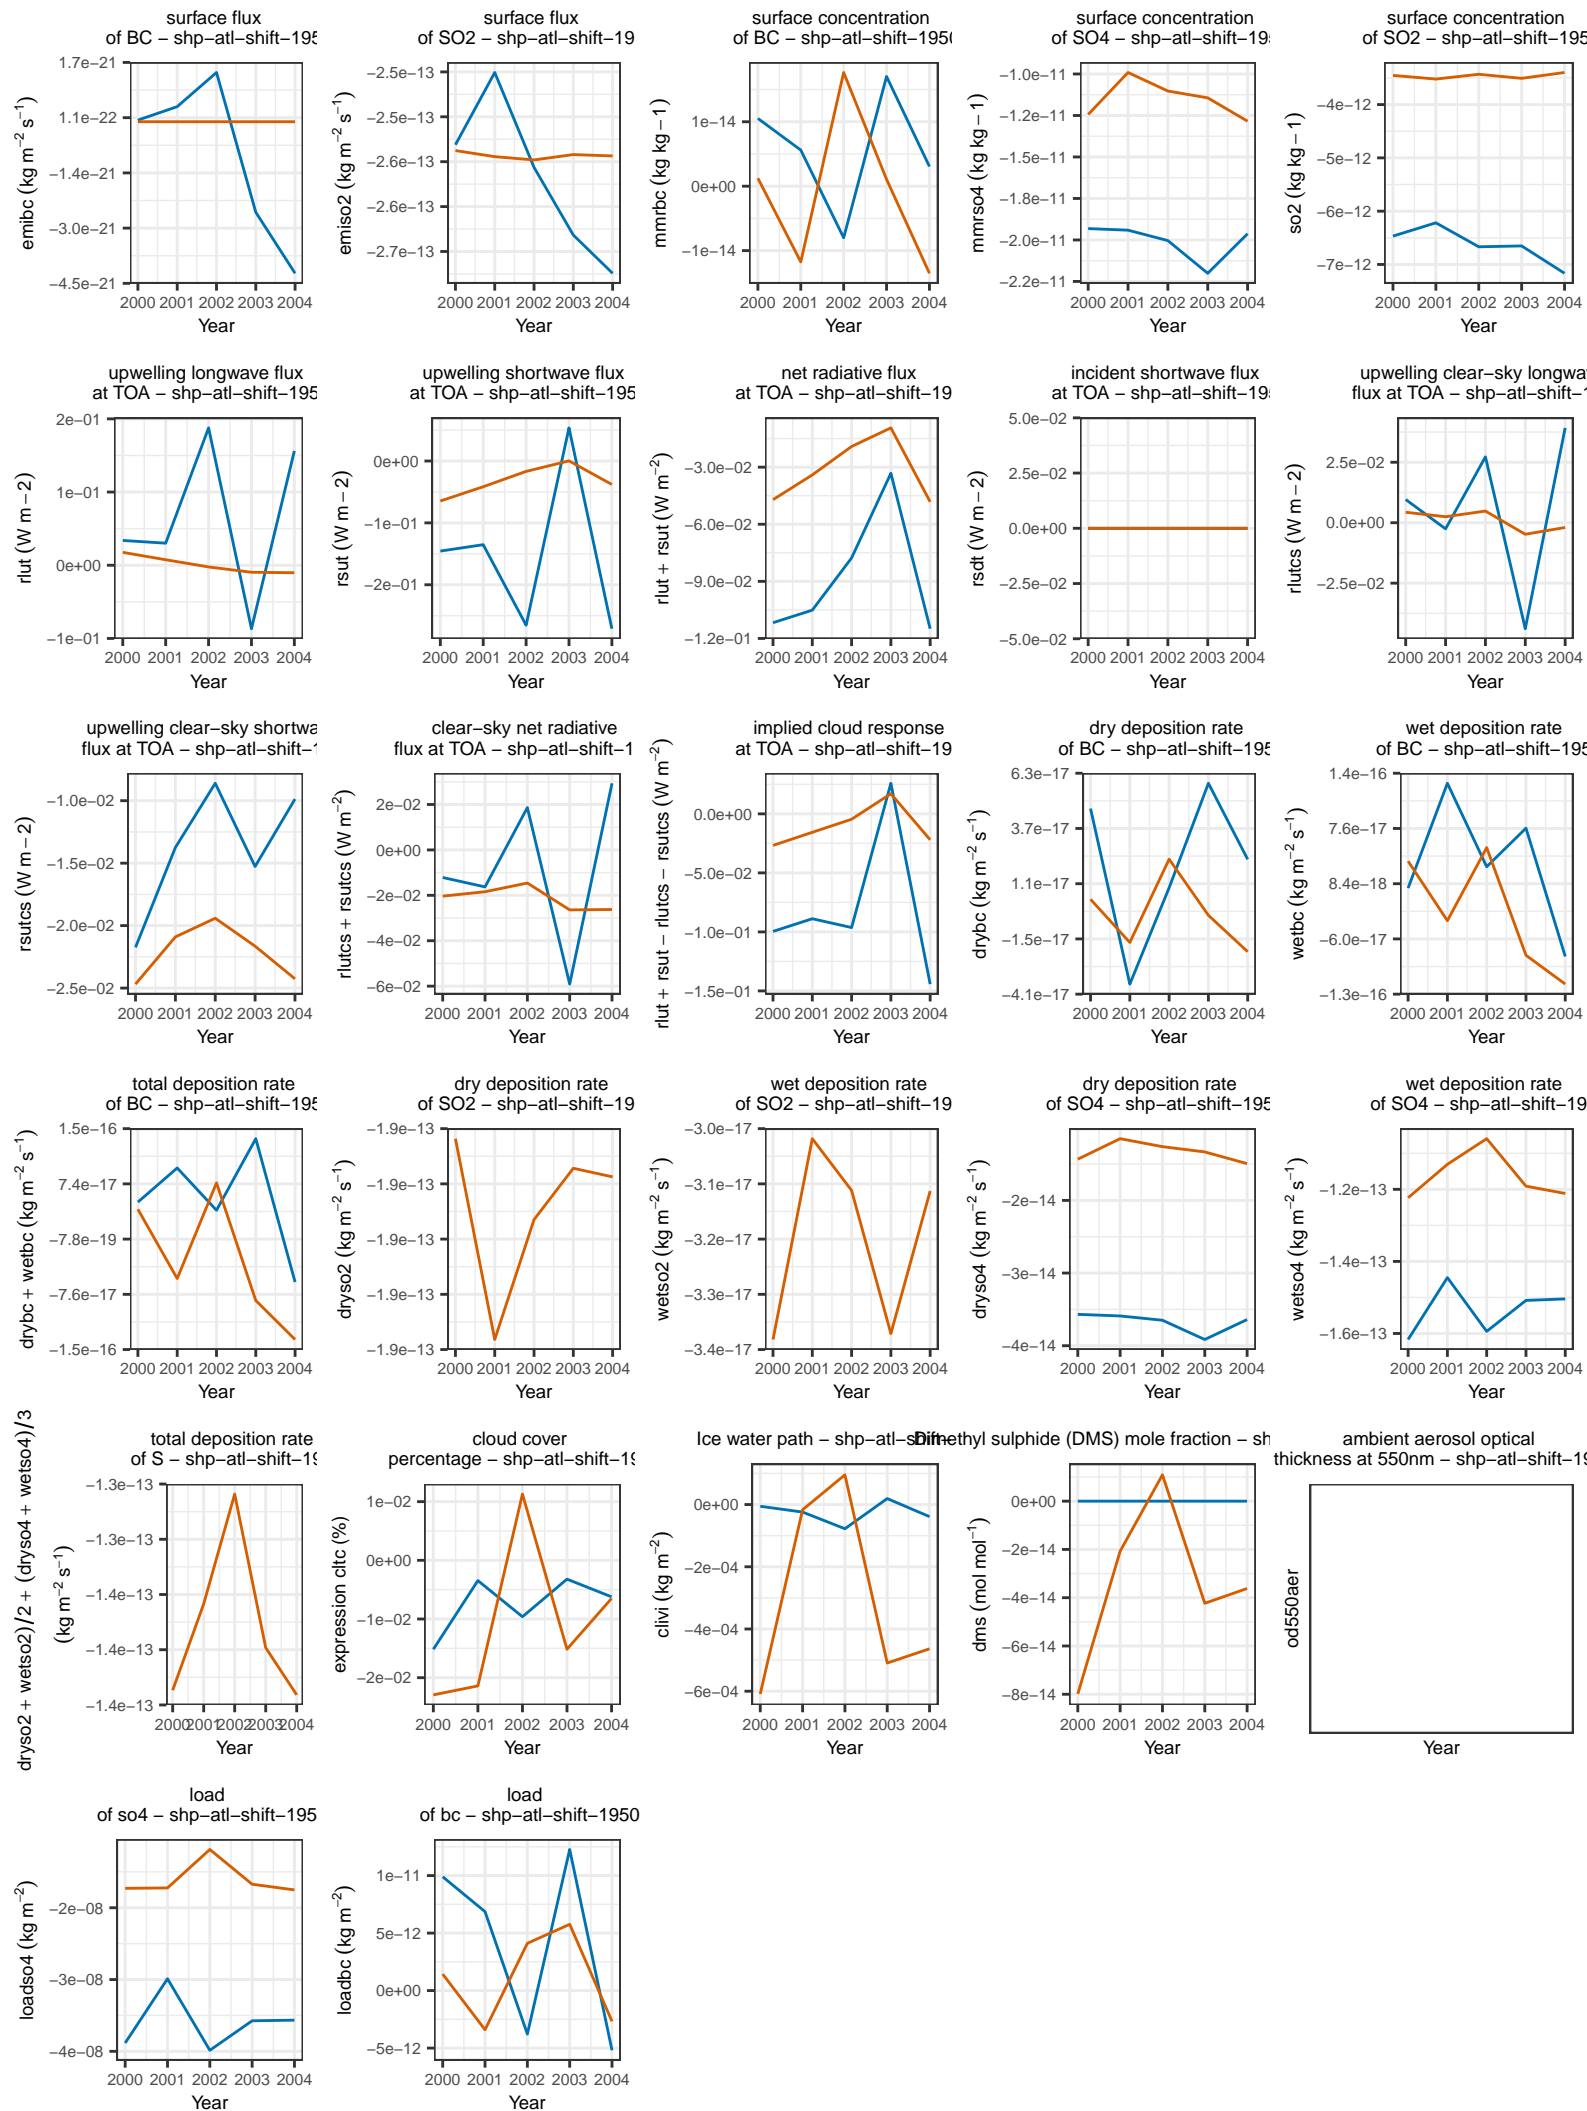 surface flux
of BC − shp−atl−shift−195
emibc (kg m−2 s−1)
1.7e−21
1.1e−22
−1.4e−21
−3.0e−21
−4.5e−21
2000 2001 2002 2003 2004
Year
surface flux
of SO2 − shp−atl−shift−19
emiso2 (kg m−2 s−1)
−2.5e−13
−2.5e−13
−2.6e−13
−2.6e−13
−2.7e−13
2000 2001 2002 2003 2004
Year
surface concentration
of BC − shp−atl−shift−1950
mmrbc (kg kg − 1)
1e−14
0e+00
−1e−14
2000 2001 2002 2003 2004
Year
surface concentration
of SO4 − shp−atl−shift−195
mmrso4 (kg kg − 1)
−1.0e−11
−1.2e−11
−1.5e−11
−1.8e−11
−2.0e−11
−2.2e−11
2000 2001 2002 2003 2004
Year
surface concentration
of SO2 − shp−atl−shift−195
so2 (kg kg − 1)
−4e−12
−5e−12
−6e−12
−7e−12
2000 2001 2002 2003 2004
Year
upwelling longwave flux
at TOA − shp−atl−shift−195
rlut (W m − 2)
2e−01
1e−01
0e+00
−1e−01
2000 2001 2002 2003 2004
Year
upwelling shortwave flux
at TOA − shp−atl−shift−195
rsut (W m − 2)
0e+00
−1e−01
−2e−01
2000 2001 2002 2003 2004
Year
net radiative flux
at TOA − shp−atl−shift−19
rlut + rsut (W m−2)
−3.0e−02
−6.0e−02
−9.0e−02
−1.2e−01
2000 2001 2002 2003 2004
Year
incident shortwave flux
at TOA − shp−atl−shift−195
rsdt (W m − 2)
5.0e−02
2.5e−02
0.0e+00
−2.5e−02
−5.0e−02
2000 2001 2002 2003 2004
Year
upwelling clear−sky longwav
flux at TOA − shp−atl−shift−1
rlutcs (W m − 2)
2.5e−02
0.0e+00
−2.5e−02
2000 2001 2002 2003 2004
Year
upwelling clear−sky shortwa
flux at TOA − shp−atl−shift−1
rsutcs (W m − 2)
−1.0e−02
−1.5e−02
−2.0e−02
−2.5e−02
2000 2001 2002 2003 2004
Year
clear−sky net radiative
flux at TOA − shp−atl−shift−1
rlutcs + rsutcs (W m−2)
2e−02
0e+00
−2e−02
−4e−02
−6e−02
2000 2001 2002 2003 2004
Year
implied cloud response
at TOA − shp−atl−shift−19
rlut + rsut − rlutcs − rsutcs (W m−2)
0.0e+00
−5.0e−02
−1.0e−01
−1.5e−01
2000 2001 2002 2003 2004
Year
dry deposition rate
of BC − shp−atl−shift−195
drybc (kg m−2 s−1)
6.3e−17
3.7e−17
1.1e−17
−1.5e−17
−4.1e−17
2000 2001 2002 2003 2004
Year
wet deposition rate
of BC − shp−atl−shift−195
wetbc (kg m−2 s−1)
1.4e−16
7.6e−17
8.4e−18
−6.0e−17
−1.3e−16
2000 2001 2002 2003 2004
Year
total deposition rate
of BC − shp−atl−shift−195
drybc + wetbc (kg m−2 s−1)
1.5e−16
7.4e−17
−7.8e−19
−7.6e−17
−1.5e−16
2000 2001 2002 2003 2004
Year
dry deposition rate
of SO2 − shp−atl−shift−19
dryso2 (kg m−2 s−1)
−1.9e−13
−1.9e−13
−1.9e−13
−1.9e−13
−1.9e−13
2000 2001 2002 2003 2004
Year
wet deposition rate
of SO2 − shp−atl−shift−19
wetso2 (kg m−2 s−1)
−3.0e−17
−3.1e−17
−3.2e−17
−3.3e−17
−3.4e−17
2000 2001 2002 2003 2004
Year
dry deposition rate
of SO4 − shp−atl−shift−195
dryso4 (kg m−2 s−1)
−2e−14
−3e−14
−4e−14
2000 2001 2002 2003 2004
Year
wet deposition rate
of SO4 − shp−atl−shift−19
wetso4 (kg m−2 s−1)
−1.2e−13
−1.4e−13
−1.6e−13
2000 2001 2002 2003 2004
Year
total deposition rate
of S − shp−atl−shift−19
dryso2 + wetso2)/2 + (dryso4 + wetso4)/3
(kg m−2 s−1)
−1.3e−13
−1.3e−13
−1.4e−13
−1.4e−13
−1.4e−13
2000 2001 2002 2003 2004
Year
cloud cover
percentage − shp−atl−shift−19
expression cltc (%)
1e−02
0e+00
−1e−02
−2e−02
2000 2001 2002 2003 2004
Year
Ice water path − shp−atl−shift−
clivi (kg m−2)
0e+00
−2e−04
−4e−04
−6e−04
2000 2001 2002 2003 2004
Year
Dimethyl sulphide (DMS) mole fraction − sh
dms (mol mol−1)
0e+00
−2e−14
−4e−14
−6e−14
−8e−14
2000 2001 2002 2003 2004
Year
ambient aerosol optical
thickness at 550nm − shp−atl−shift−19
od550aer
Year
load
of so4 − shp−atl−shift−195
loadso4 (kg m−2)
−2e−08
−3e−08
−4e−08
2000 2001 2002 2003 2004
Year
load
of bc − shp−atl−shift−1950
loadbc (kg m−2)
1e−11
5e−12
0e+00
−5e−12
2000 2001 2002 2003 2004
Year